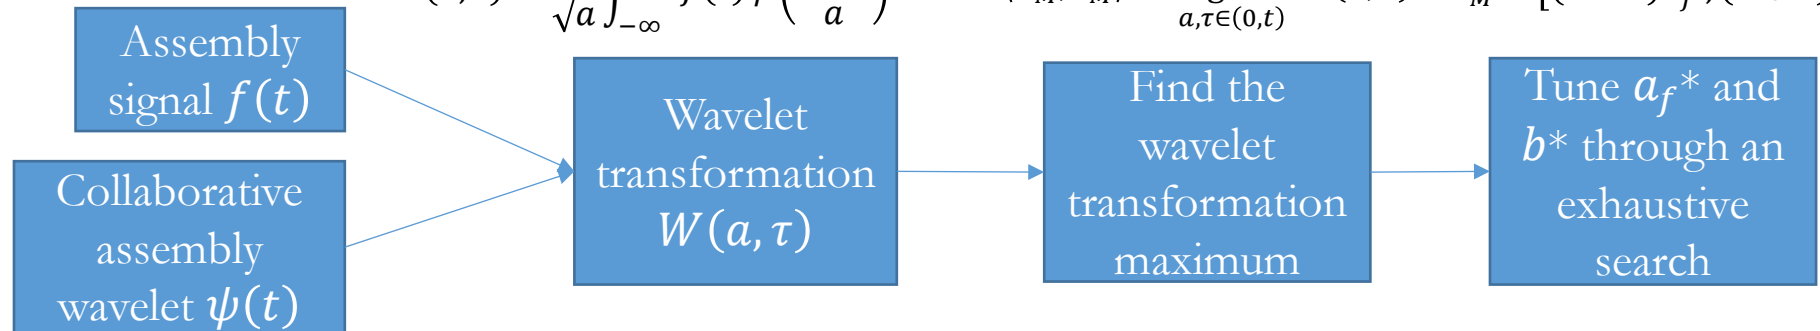 Assembly
signal f(t)
Collaborative
assembly
wavelet ψ(t)
Wavelet
transformation
W(a, τ)
Find the
wavelet
transformation
maximum
Tune a_f* and
b* through an
exhaustive
search
√a ∫_{-∞}
a
a,τ∈(0,t)